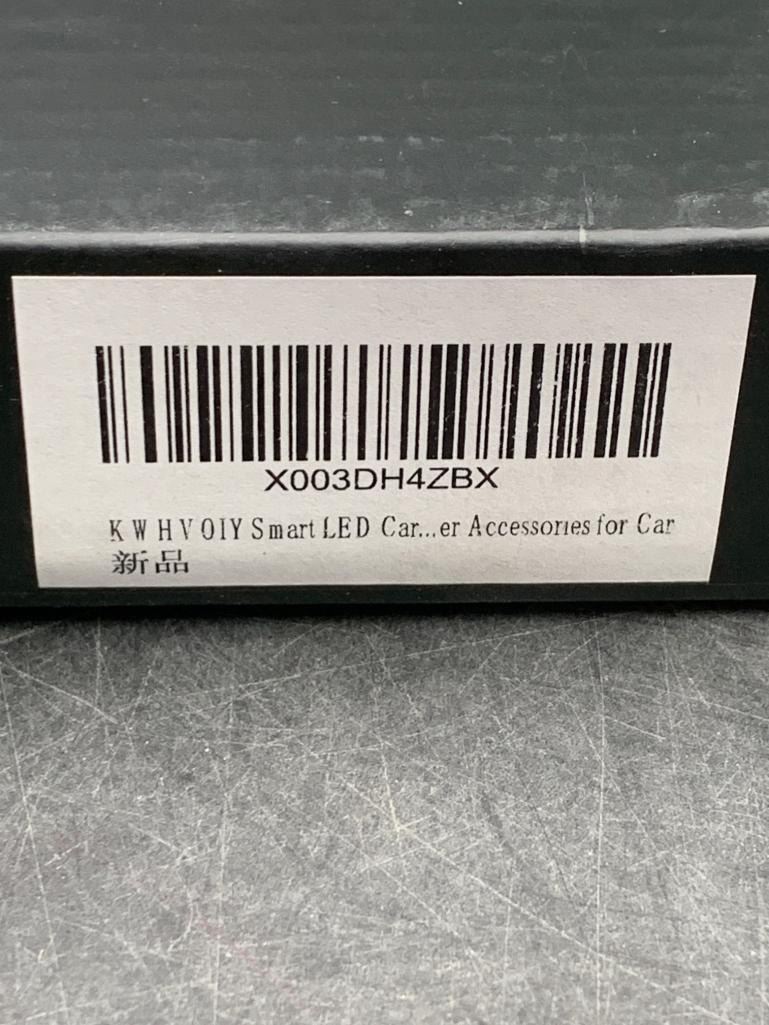 X003DH4ZBX
KWHVOIY Smart LED Car...er Accessories for Car
新品